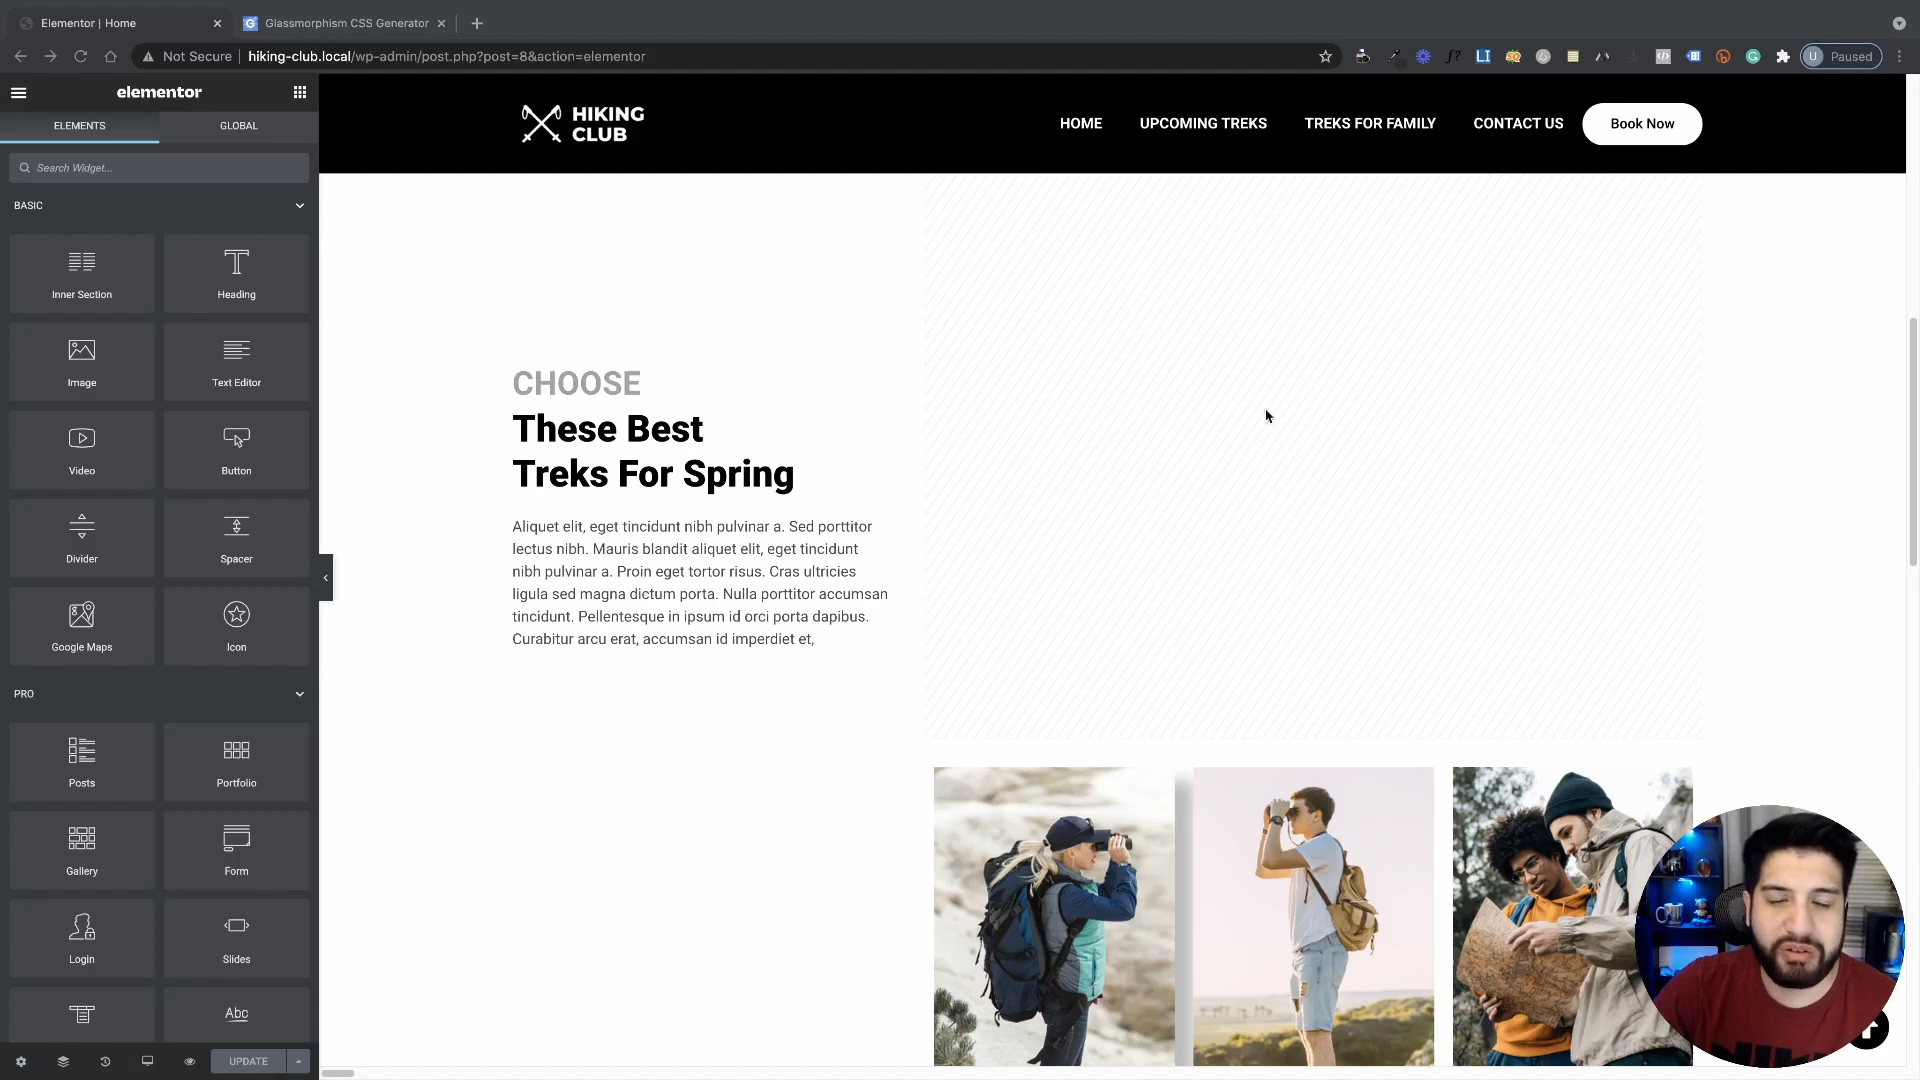 Elementor | Home
Glassmorphism CSS Generator
Not Secure
hiking-club.local/wp-admin/post.php?post=8&action=elementor
U
Paused
elementor
ELEMENTS
GLOBAL
Search Widget...
BASIC
Inner Section
Heading
Image
Text Editor
Video
Button
Divider
Spacer
Google Maps
Icon
PRO
Posts
Portfolio
Gallery
Form
Login
Slides
Abc
UPDATE
HIKING
CLUB
HOME
UPCOMING TREKS
TREKS FOR FAMILY
CONTACT US
Book Now
CHOOSE
These Best
Treks For Spring
Aliquet elit, eget tincidunt nibh pulvinar a. Sed porttitor
lectus nibh. Mauris blandit aliquet elit, eget tincidunt
nibh pulvinar a. Proin eget tortor risus. Cras ultricies
ligula sed magna dictum porta. Nulla porttitor accumsan
tincidunt. Pellentesque in ipsum id orci porta dapibus.
Curabitur arcu erat, accumsan id imperdiet et,